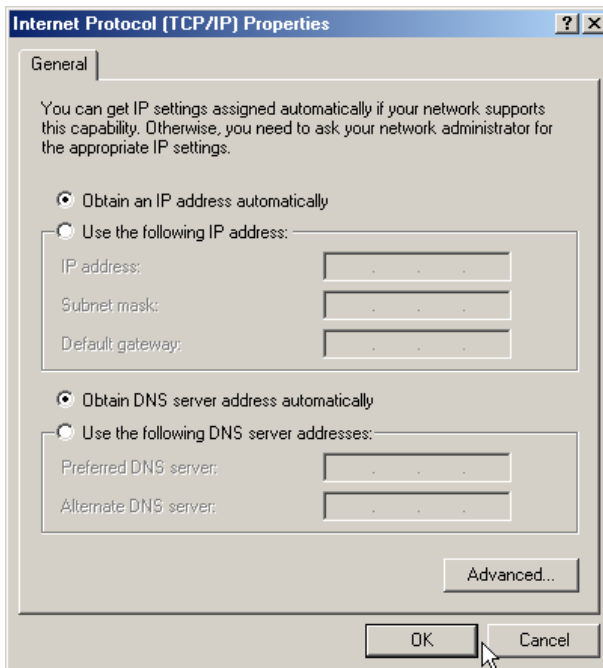 Internet Protocol (TCP/IP) Properties
General
You can get IP settings assigned automatically if your network supports
this capability. Otherwise, you need to ask your network administrator for
the appropriate IP settings.
Obtain an IP address automatically
Use the following IP address:
IP address:
Subnet mask:
Default gateway:
Obtain DNS server address automatically
Use the following DNS server addresses:
Preferred DNS server:
Alternate DNS server:
Advanced...
OK
Cancel